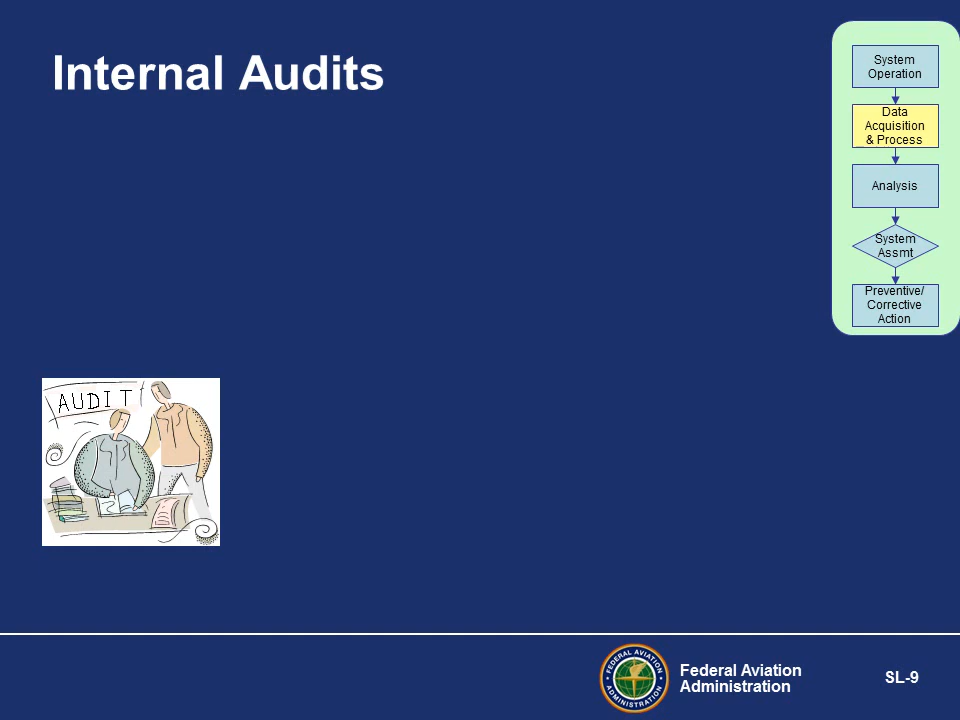 Internal Audits
System
Operation
Data
Acquisition
& Process
Analysis
System
Assmt
Preventive/
Corrective
Action
AUDIT
FEDERAL AVIATION
ADMINISTRATION
Federal Aviation
Administration
SL-9